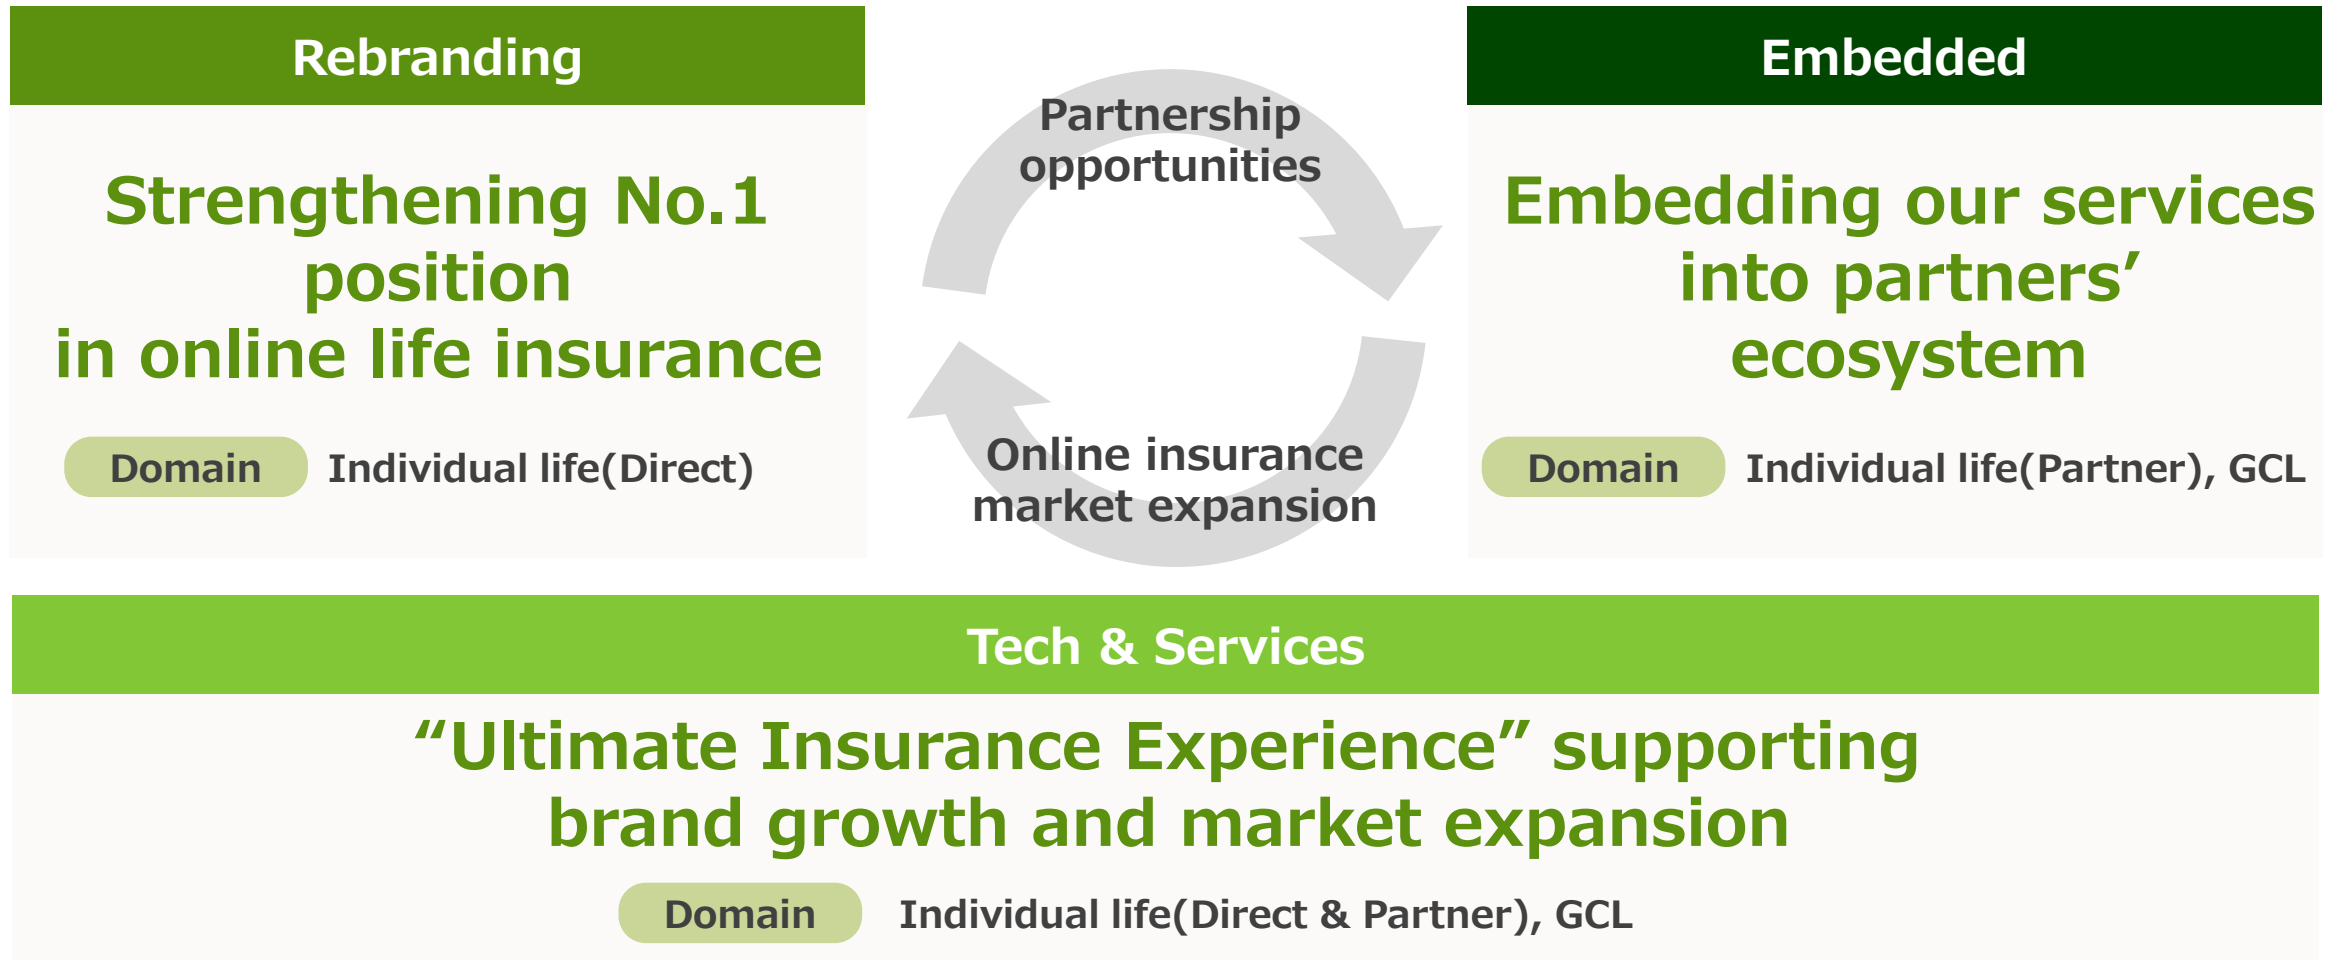 Rebranding
Strengthening No.1
position
in online life insurance
Domain
Individual life(Direct)
Partnership
opportunities
Online insurance
market expansion
Embedded
Embedding our services
into partners’
ecosystem
Domain
Individual life(Partner), GCL
Tech & Services
“Ultimate Insurance Experience” supporting
brand growth and market expansion
Domain
Individual life(Direct & Partner), GCL